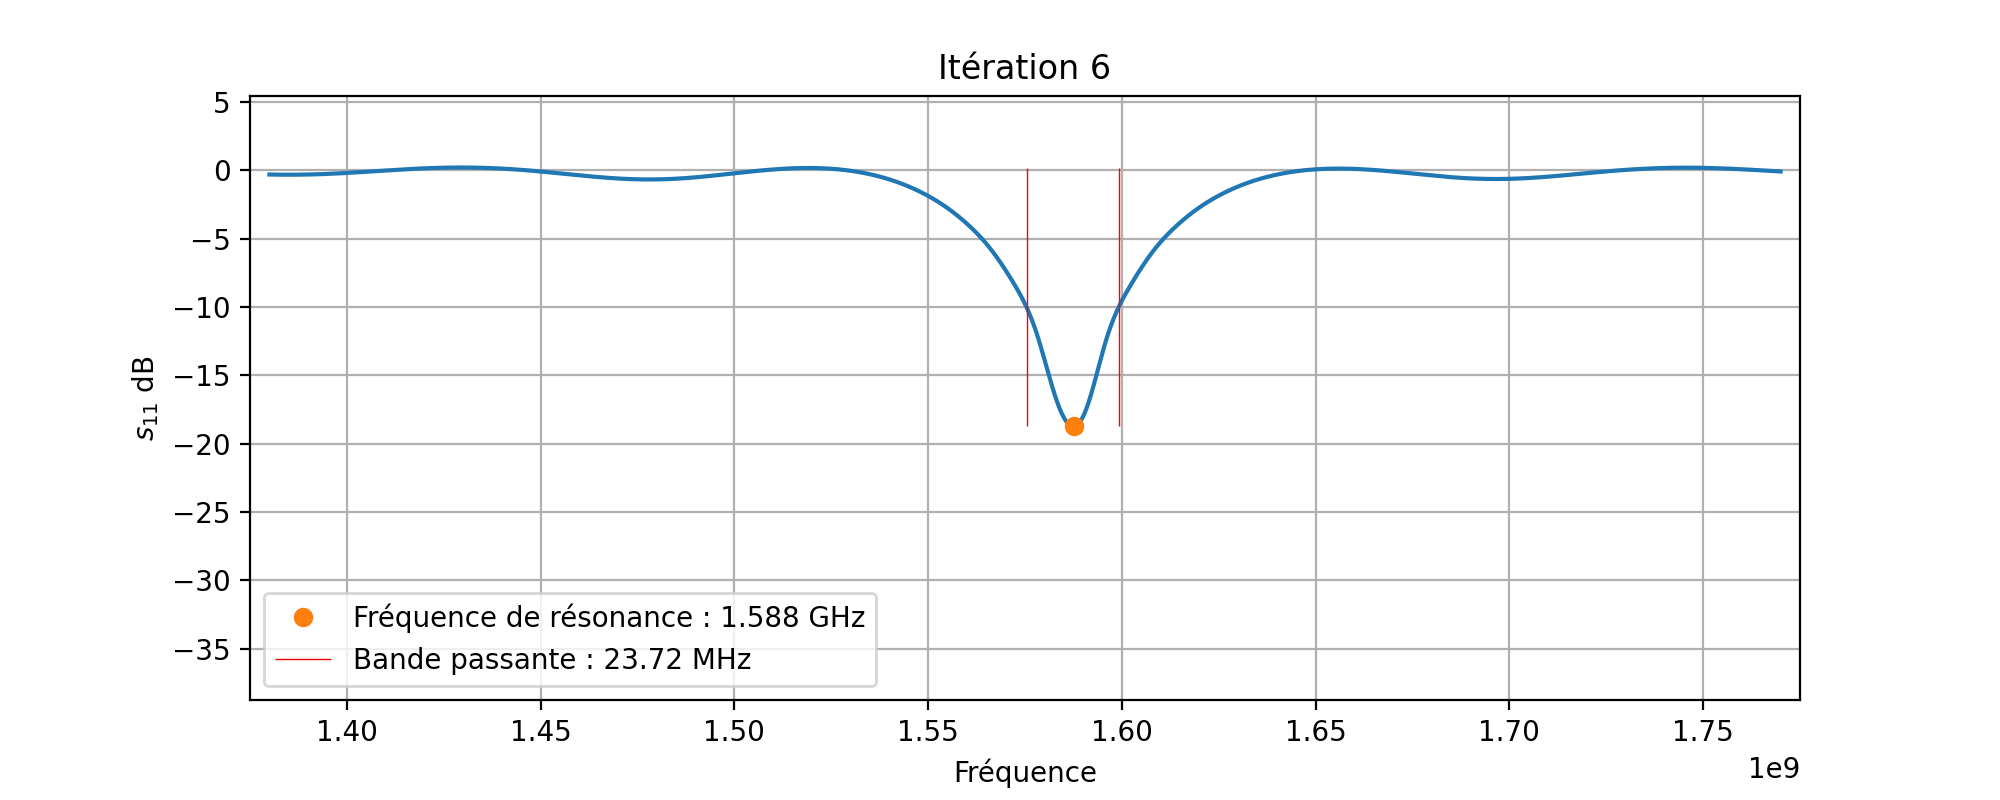 Itération 6
5
0
−5
−10
−15
−20
−25
−30
−35
s₁₁ dB
Fréquence de résonance : 1.588 GHz
Bande passante : 23.72 MHz
1.40 1.45 1.50 1.55 1.60 1.65 1.70 1.75
Fréquence
1e9